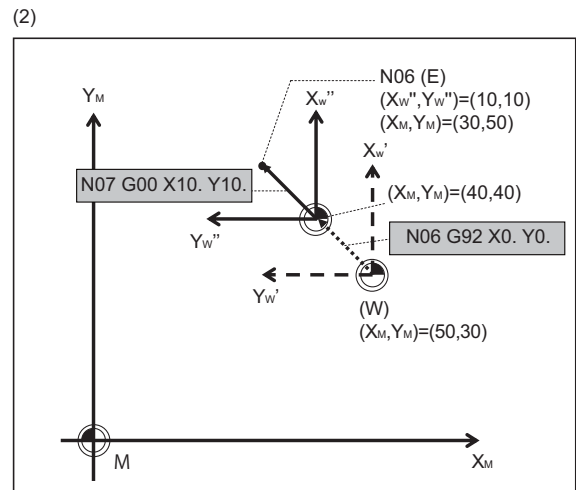 (2)
N06 (E)
(Xw",Yw")=(10,10)
(XM,YM)=(30,50)
YM
Xw"
Xw'
N07 G00 X10. Y10.
(XM,YM)=(40,40)
Yw"
N06 G92 X0. Y0.
Yw'
(W)
(XM,YM)=(50,30)
M
XM